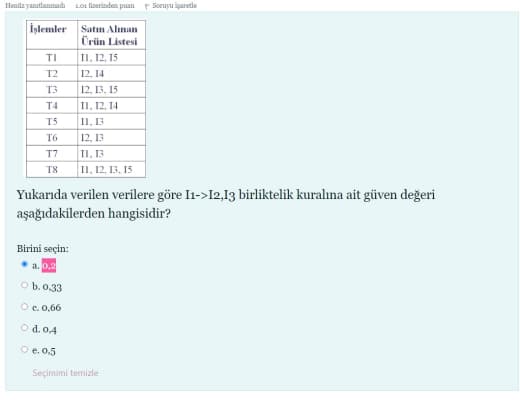 Henüz yanıtlanmadı 1,01 üzerinden puan Soruyu işaretle
İşlemler Satın Alınan
Ürün Listesi
T1 I1, I2, I5
T2 I2, I4
T3 I2, I3, I5
T4 I1, I2, I4
T5 I1, I3
T6 I2, I3
T7 I1, I3
T8 I1, I2, I3, I5
Yukarıda verilen verilere göre I1->I2,I3 birliktelik kuralına ait güven değeri
aşağıdakilerden hangisidir?
Birini seçin:
a. 0,2
b. 0,33
c. 0,66
d. 0,4
e. 0,5
Seçimimi temizle